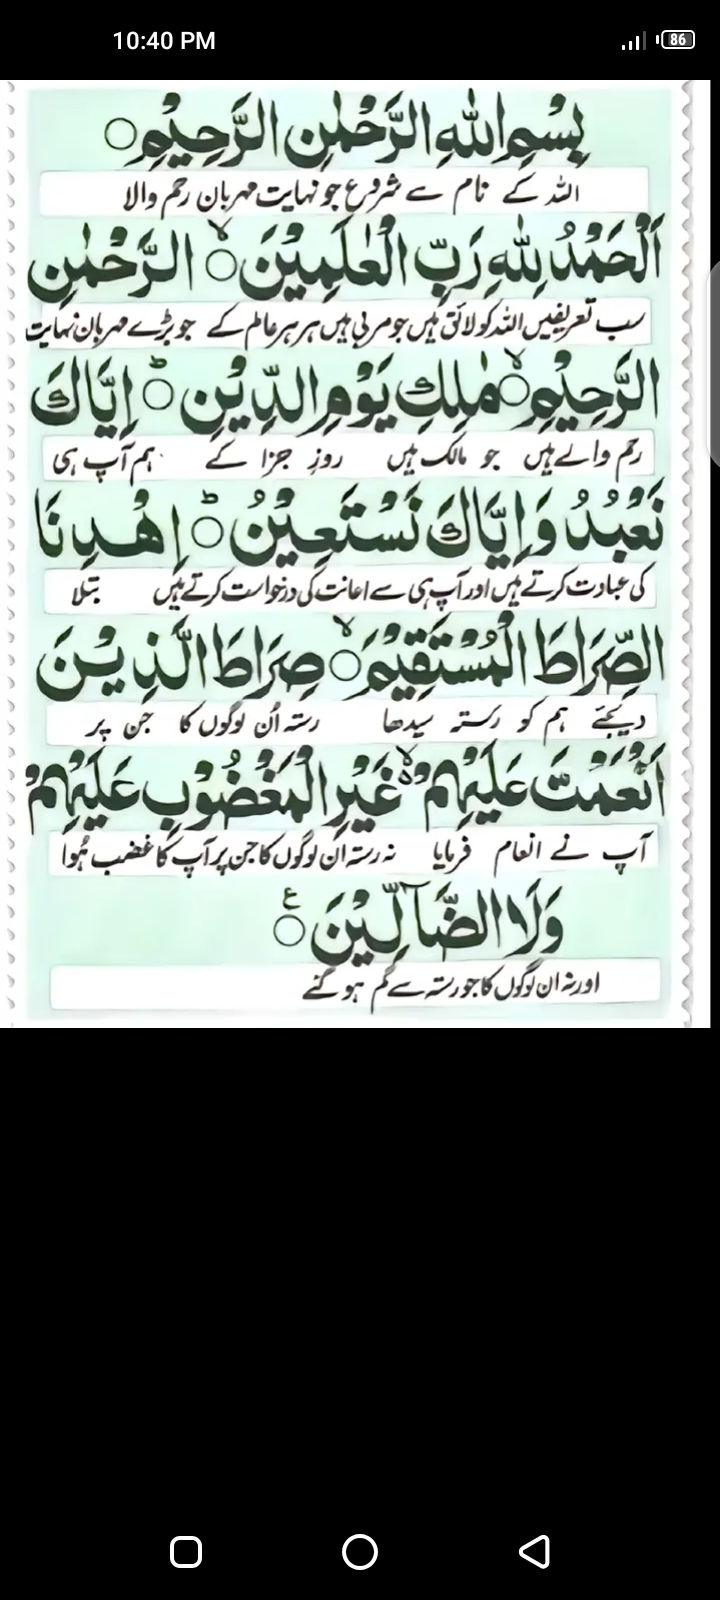 10:40 PM
86
بِسْمِ اللهِ الرَّحْمٰنِ الرَّحِيْمِ ○
اللہ کے نام سے شروع جو نہایت مہربان رحم والا
اَلْحَمْدُ لِلّٰهِ رَبِّ الْعٰلَمِيْنَ ○ۙ الرَّحْمٰنِ
سب تعریفیں اللہ کو لائق ہیں جو مربی ہیں ہر ہر عالم کے جو بڑے مہربان نہایت
الرَّحِيْمِ ○ۙ مٰلِكِ يَوْمِ الدِّيْنِ ○ؕ اِيَّاكَ
رحم والے ہیں جو مالک ہیں روزِ جزا کے ہم آپ ہی
نَعْبُدُ وَاِيَّاكَ نَسْتَعِيْنُ ○ؕ اِهْدِنَا
کی عبادت کرتے ہیں اور آپ ہی سے اعانت کی درخواست کرتے ہیں بتلا
الصِّرَاطَ الْمُسْتَقِيْمَ ○ۙ صِرَاطَ الَّذِيْنَ
دیجئے ہم کو رستہ سیدھا رستہ اُن لوگوں کا جن پر
اَنْعَمْتَ عَلَيْهِمْ ۙ۬ۙ غَيْرِ الْمَغْضُوْبِ عَلَيْهِمْ
آپ نے انعام فرمایا نہ رستہ ان لوگوں کا جن پر آپ کا غضب ہُوا
وَلَا الضَّآلِّيْنَ ○ۧ
اور نہ ان لوگوں کا جو رستہ سے گم ہو گئے